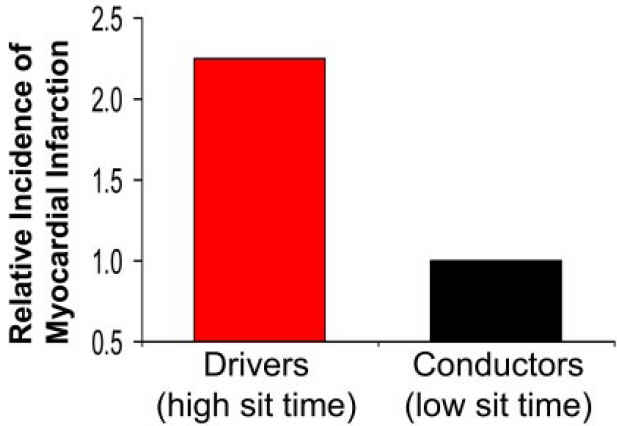 Relative Incidence of
Myocardial Infarction
2.5
2.0
1.5
1.0
0.5
Drivers
(high sit time)
Conductors
(low sit time)